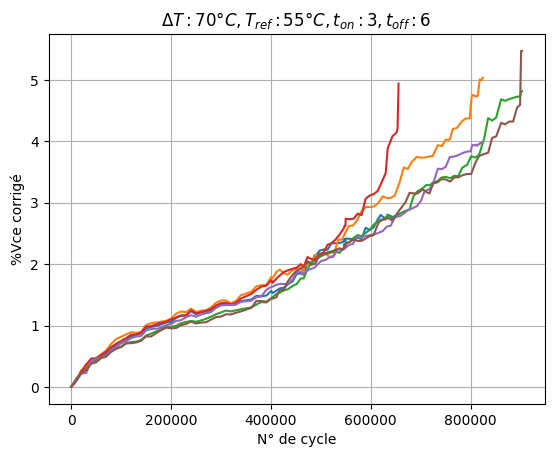 ΔT : 70°C, T_ref : 55°C, t_on : 3, t_off : 6
5
4
3
2
1
0
%Vce corrigé
0 200000 400000 600000 800000
N° de cycle